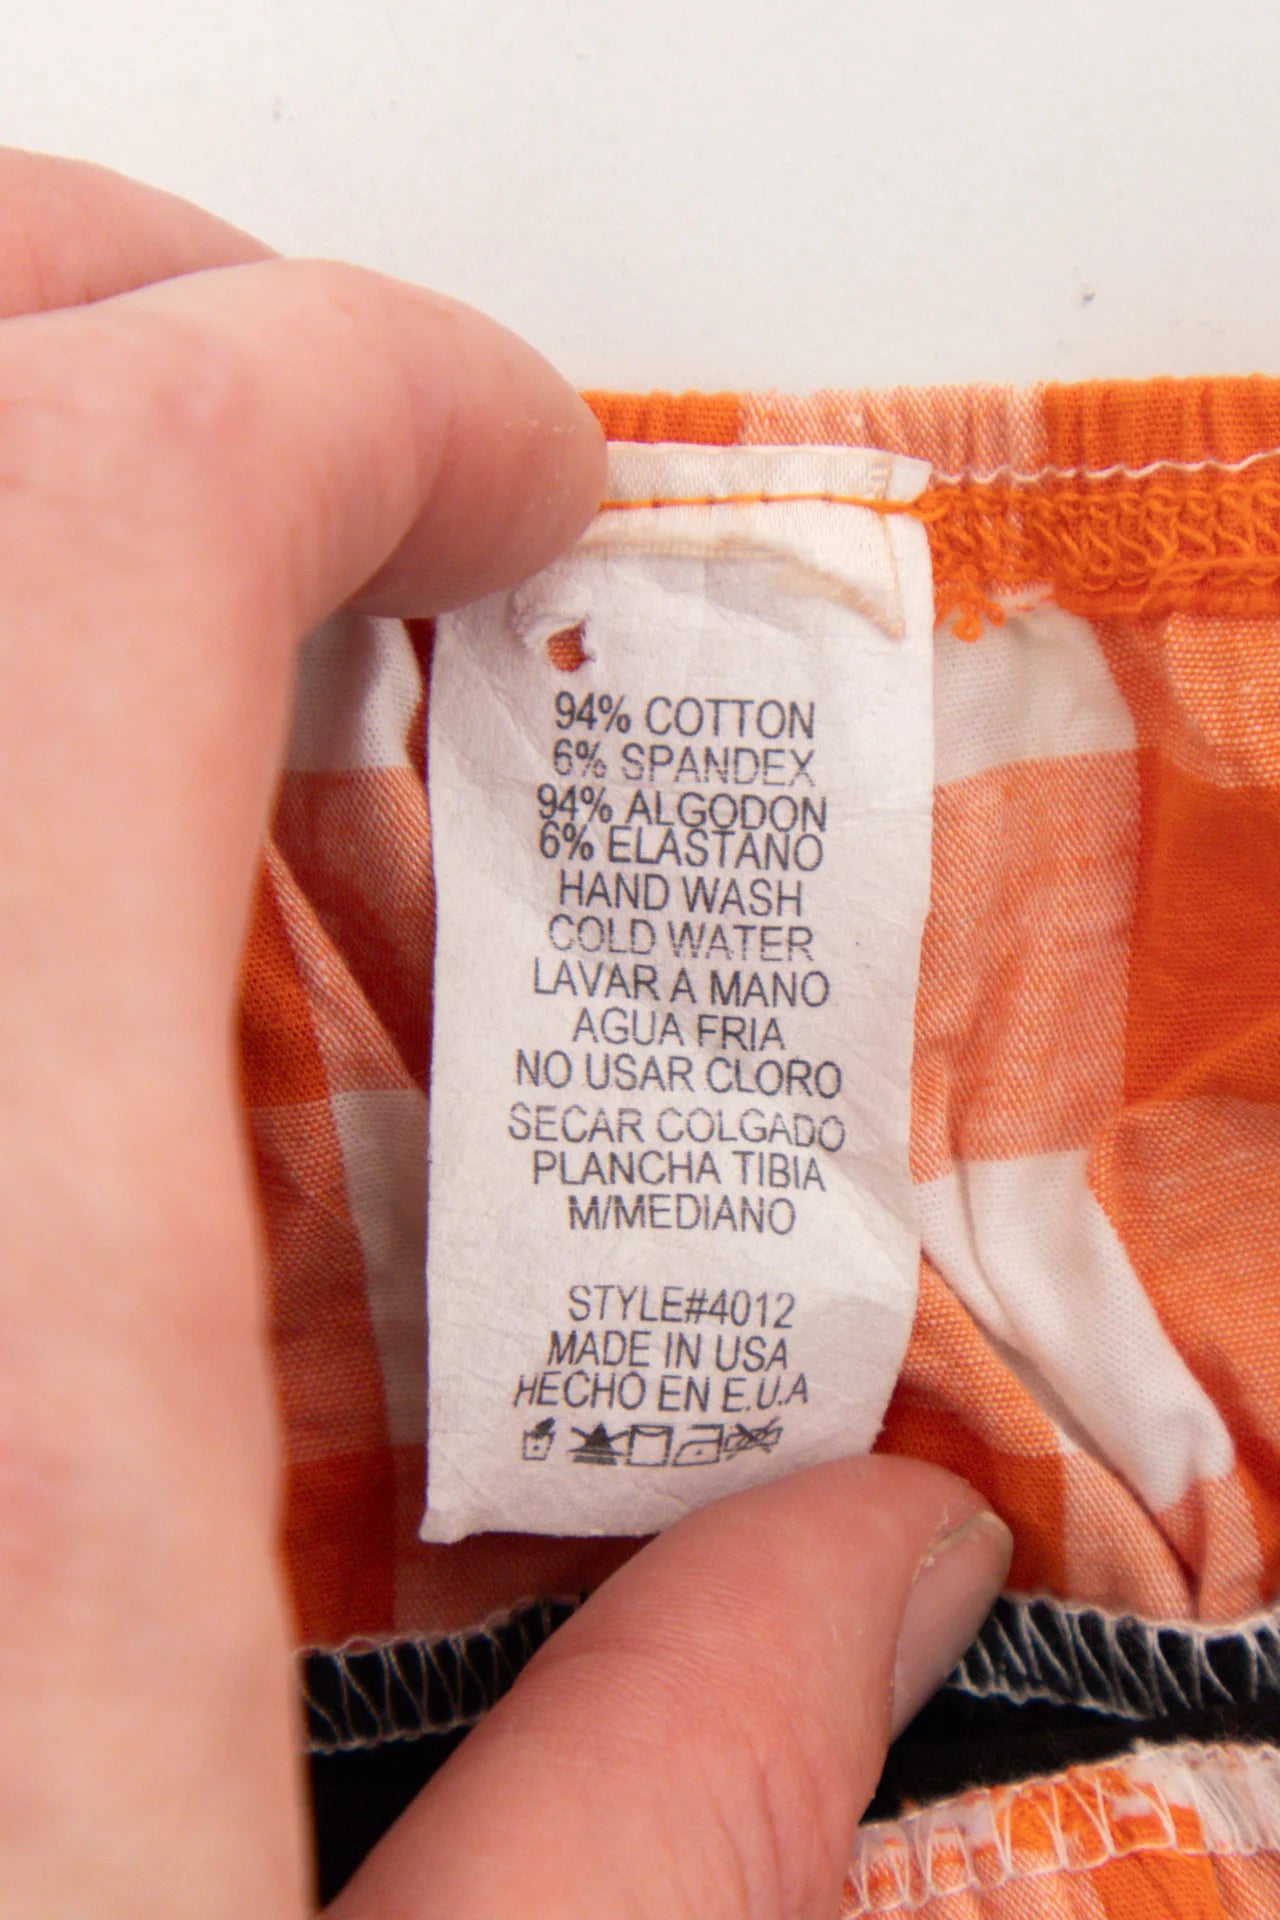 94% COTTON
6% SPANDEX
94% ALGODON
6% ELASTANO
HAND WASH
COLD WATER
LAVAR A MANO
AGUA FRIA
NO USAR CLORO
SECAR COLGADO
PLANCHA TIBIA
M/MEDIANO
STYLE#4012
MADE IN USA
HECHO EN E.U.A